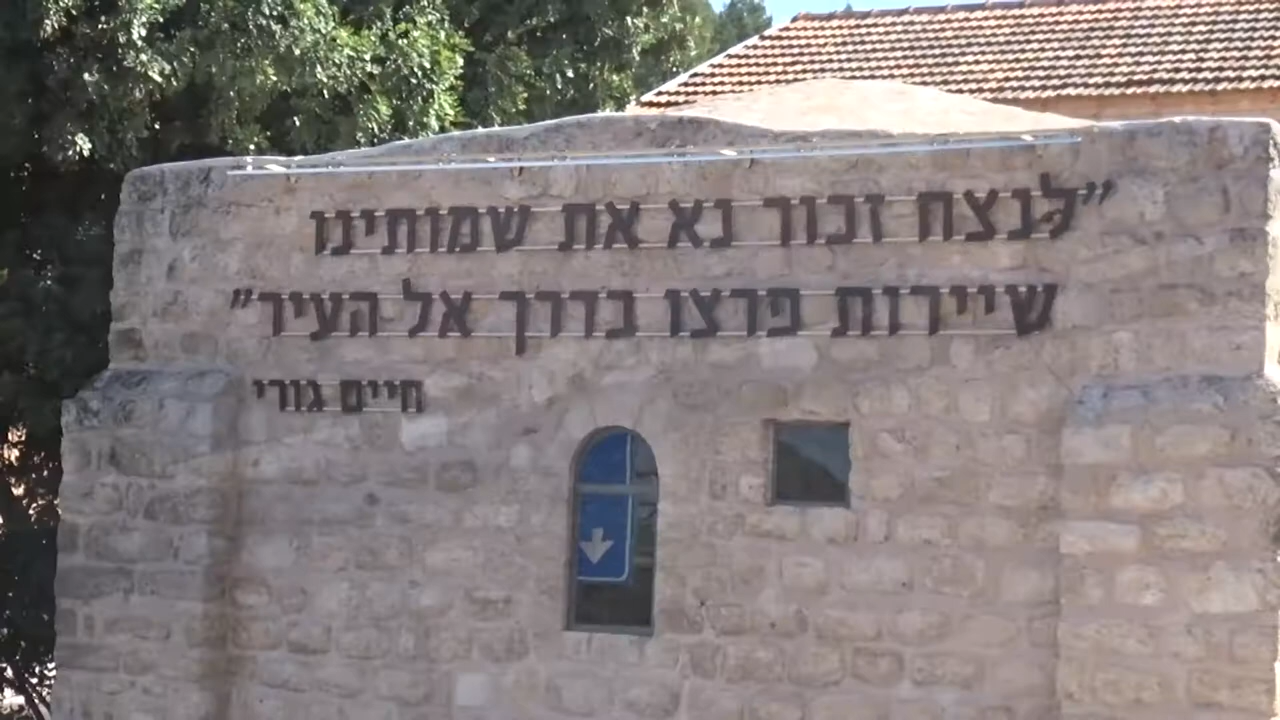 "לנצח זכור נא את שמותינו
שיירות פרצו בדרך אל העיר"
חיים גורי